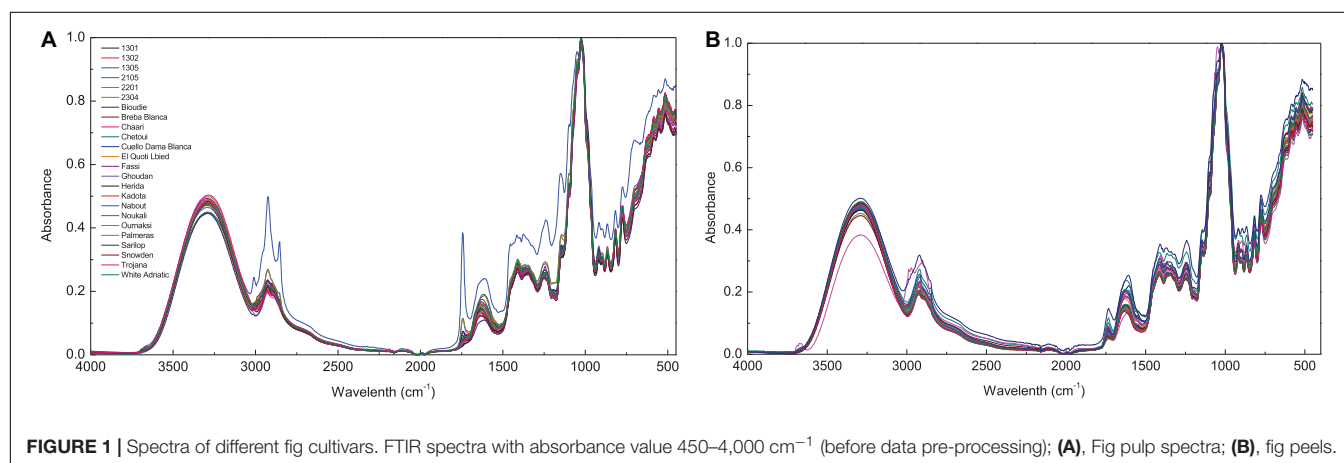 A
1.0
0.8
0.6
0.4
0.2
0.0
Absorbance
1301
1302
1305
2105
2201
2304
Bioudie
Breba Blanca
Chaari
Chetoui
Cuello Dama Blanca
El Quoti Lbied
Fassi
Ghoudan
Herida
Kadota
Nabout
Noukali
Oumaksi
Palmeras
Sarilop
Snowden
Trojana
White Adriatic
4000 3500 3000 2500 2000 1500 1000 500
Wavelenth (cm⁻¹)
B
1.0
0.8
0.6
0.4
0.2
0.0
Absorbance
4000 3500 3000 2500 2000 1500 1000 500
Wavelenth (cm⁻¹)
FIGURE 1 | Spectra of different fig cultivars. FTIR spectra with absorbance value 450–4,000 cm⁻¹ (before data pre-processing); (A), Fig pulp spectra; (B), fig peels.